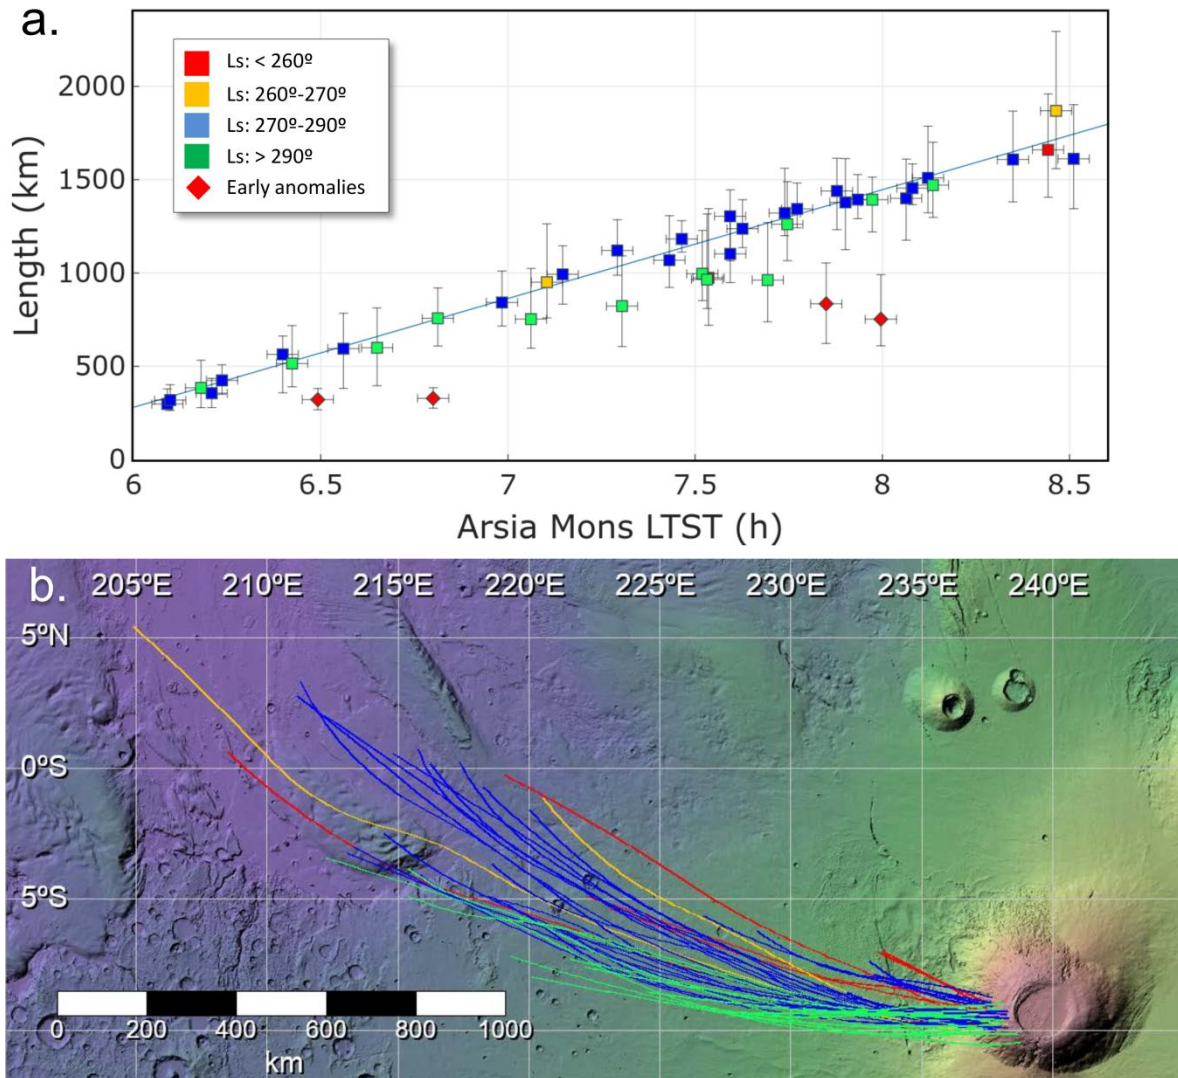 a.
Ls: < 260º
Ls: 260º-270º
Ls: 270º-290º
Ls: > 290º
Early anomalies
Length (km)
2000
1500
1000
500
0
6 6.5 7 7.5 8 8.5
Arsia Mons LTST (h)
b.
205ºE 210ºE 215ºE 220ºE 225ºE 230ºE 235ºE 240ºE
5ºN
0ºS
5ºS
0 200 400 600 800 1000
km